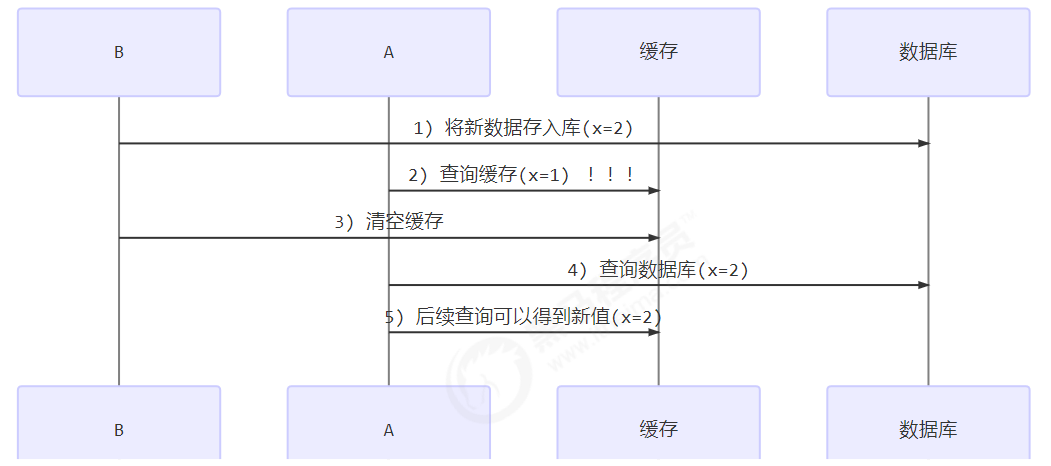 B A 缓存 数据库
1) 将新数据存入库(x=2)
2) 查询缓存(x=1) !!!
3) 清空缓存
4) 查询数据库(x=2)
5) 后续查询可以得到新值(x=2)
B A 缓存 数据库